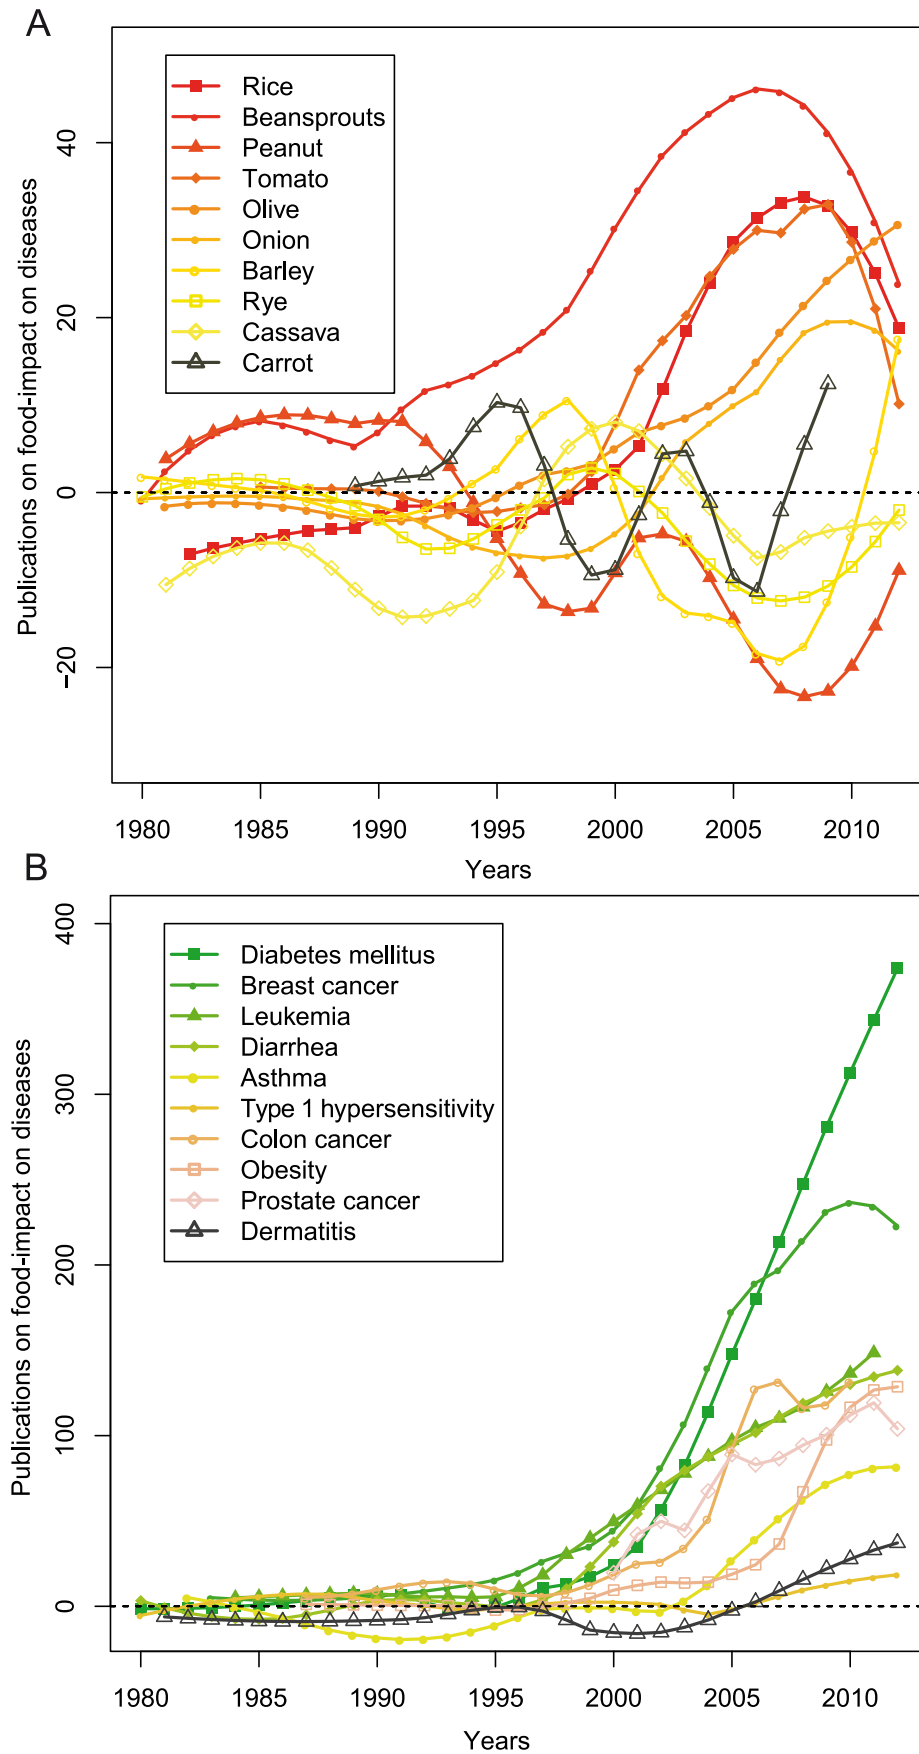 A
Publications on food-impact on diseases
40
20
0
−20
Rice
Beansprouts
Peanut
Tomato
Olive
Onion
Barley
Rye
Cassava
Carrot
1980 1985 1990 1995 2000 2005 2010
Years
B
Publications on food-impact on diseases
400
300
200
100
0
Diabetes mellitus
Breast cancer
Leukemia
Diarrhea
Asthma
Type 1 hypersensitivity
Colon cancer
Obesity
Prostate cancer
Dermatitis
1980 1985 1990 1995 2000 2005 2010
Years